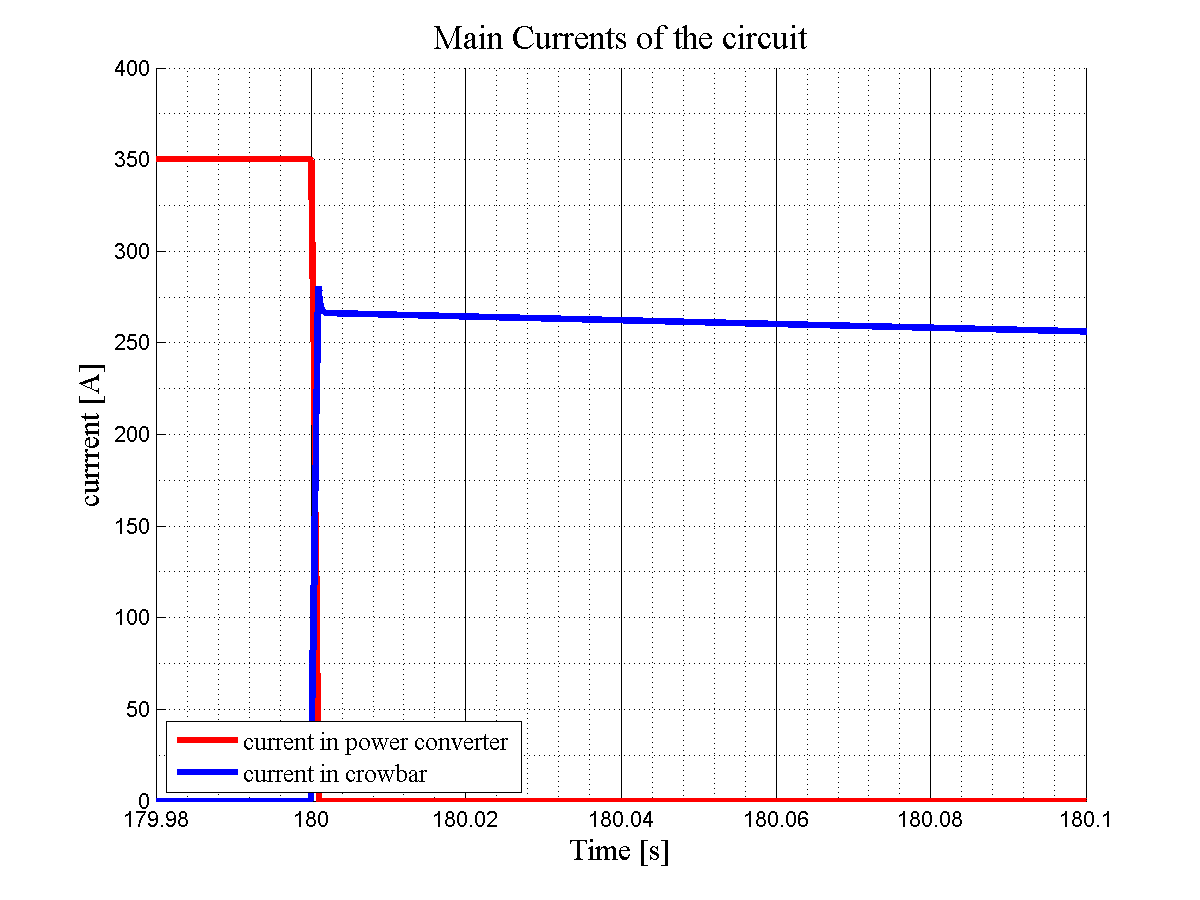 Main Currents of the circuit
400
350
300
250
200
150
100
50
0
currrent [A]
current in power converter
current in crowbar
179.98 180 180.02 180.04 180.06 180.08 180.1
Time [s]